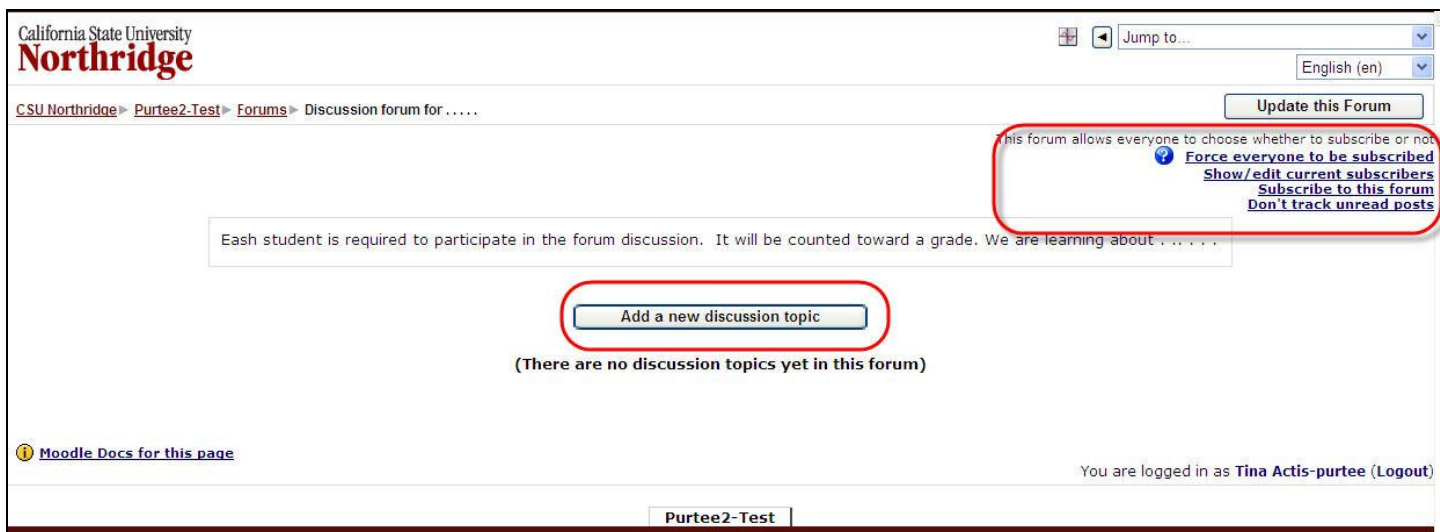 California State University
Northridge
Jump to...
English (en)
CSU Northridge ▶ Purtee2-Test ▶ Forums ▶ Discussion forum for . . . . .
Update this Forum
This forum allows everyone to choose whether to subscribe or not
Force everyone to be subscribed
Show/edit current subscribers
Subscribe to this forum
Don't track unread posts
Eash student is required to participate in the forum discussion. It will be counted toward a grade. We are learning about . .. . . .
Add a new discussion topic
(There are no discussion topics yet in this forum)
Moodle Docs for this page
You are logged in as Tina Actis-purtee (Logout)
Purtee2-Test